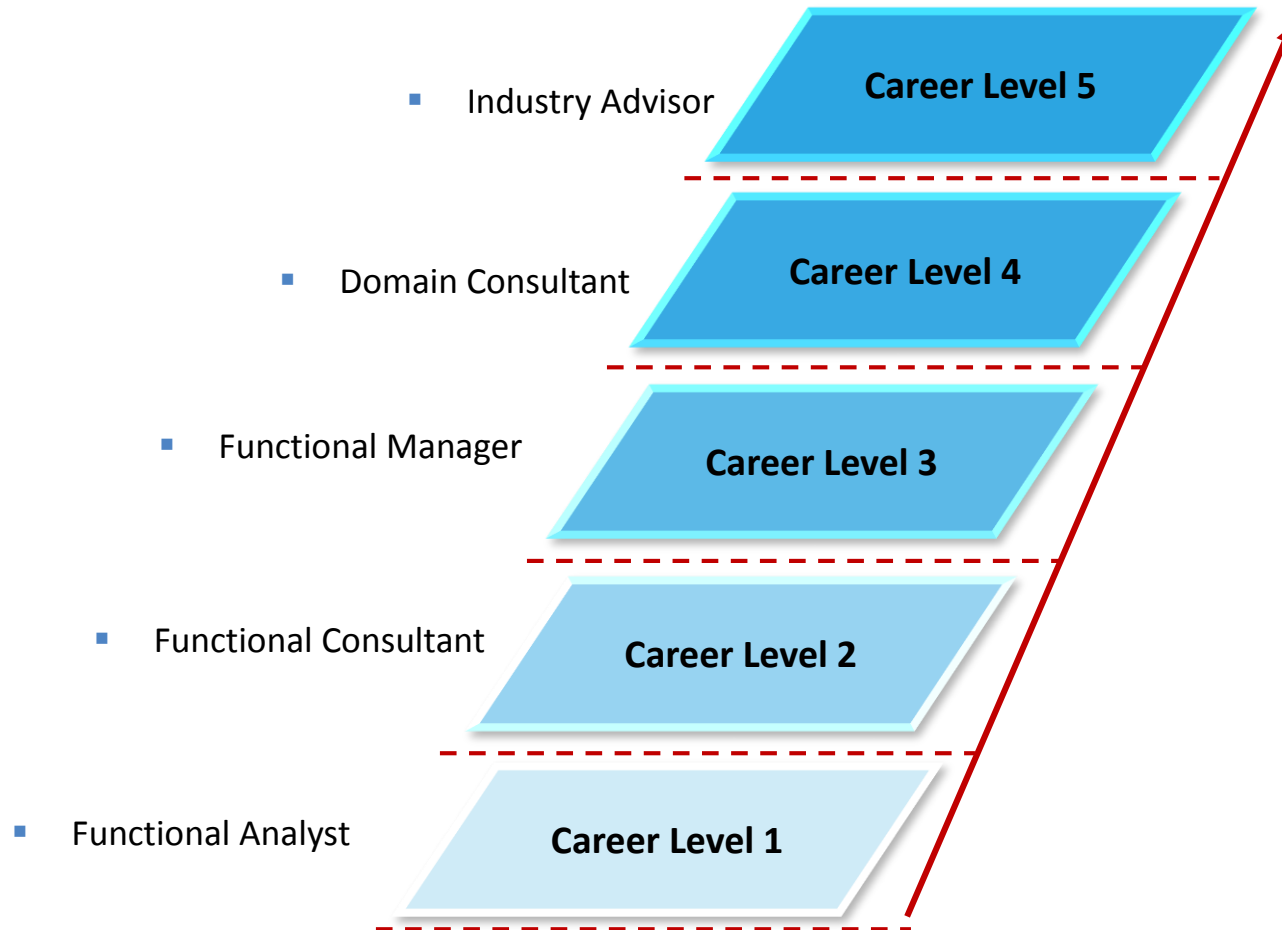 Industry Advisor
Career Level 5
Domain Consultant
Career Level 4
Functional Manager
Career Level 3
Functional Consultant
Career Level 2
Functional Analyst
Career Level 1